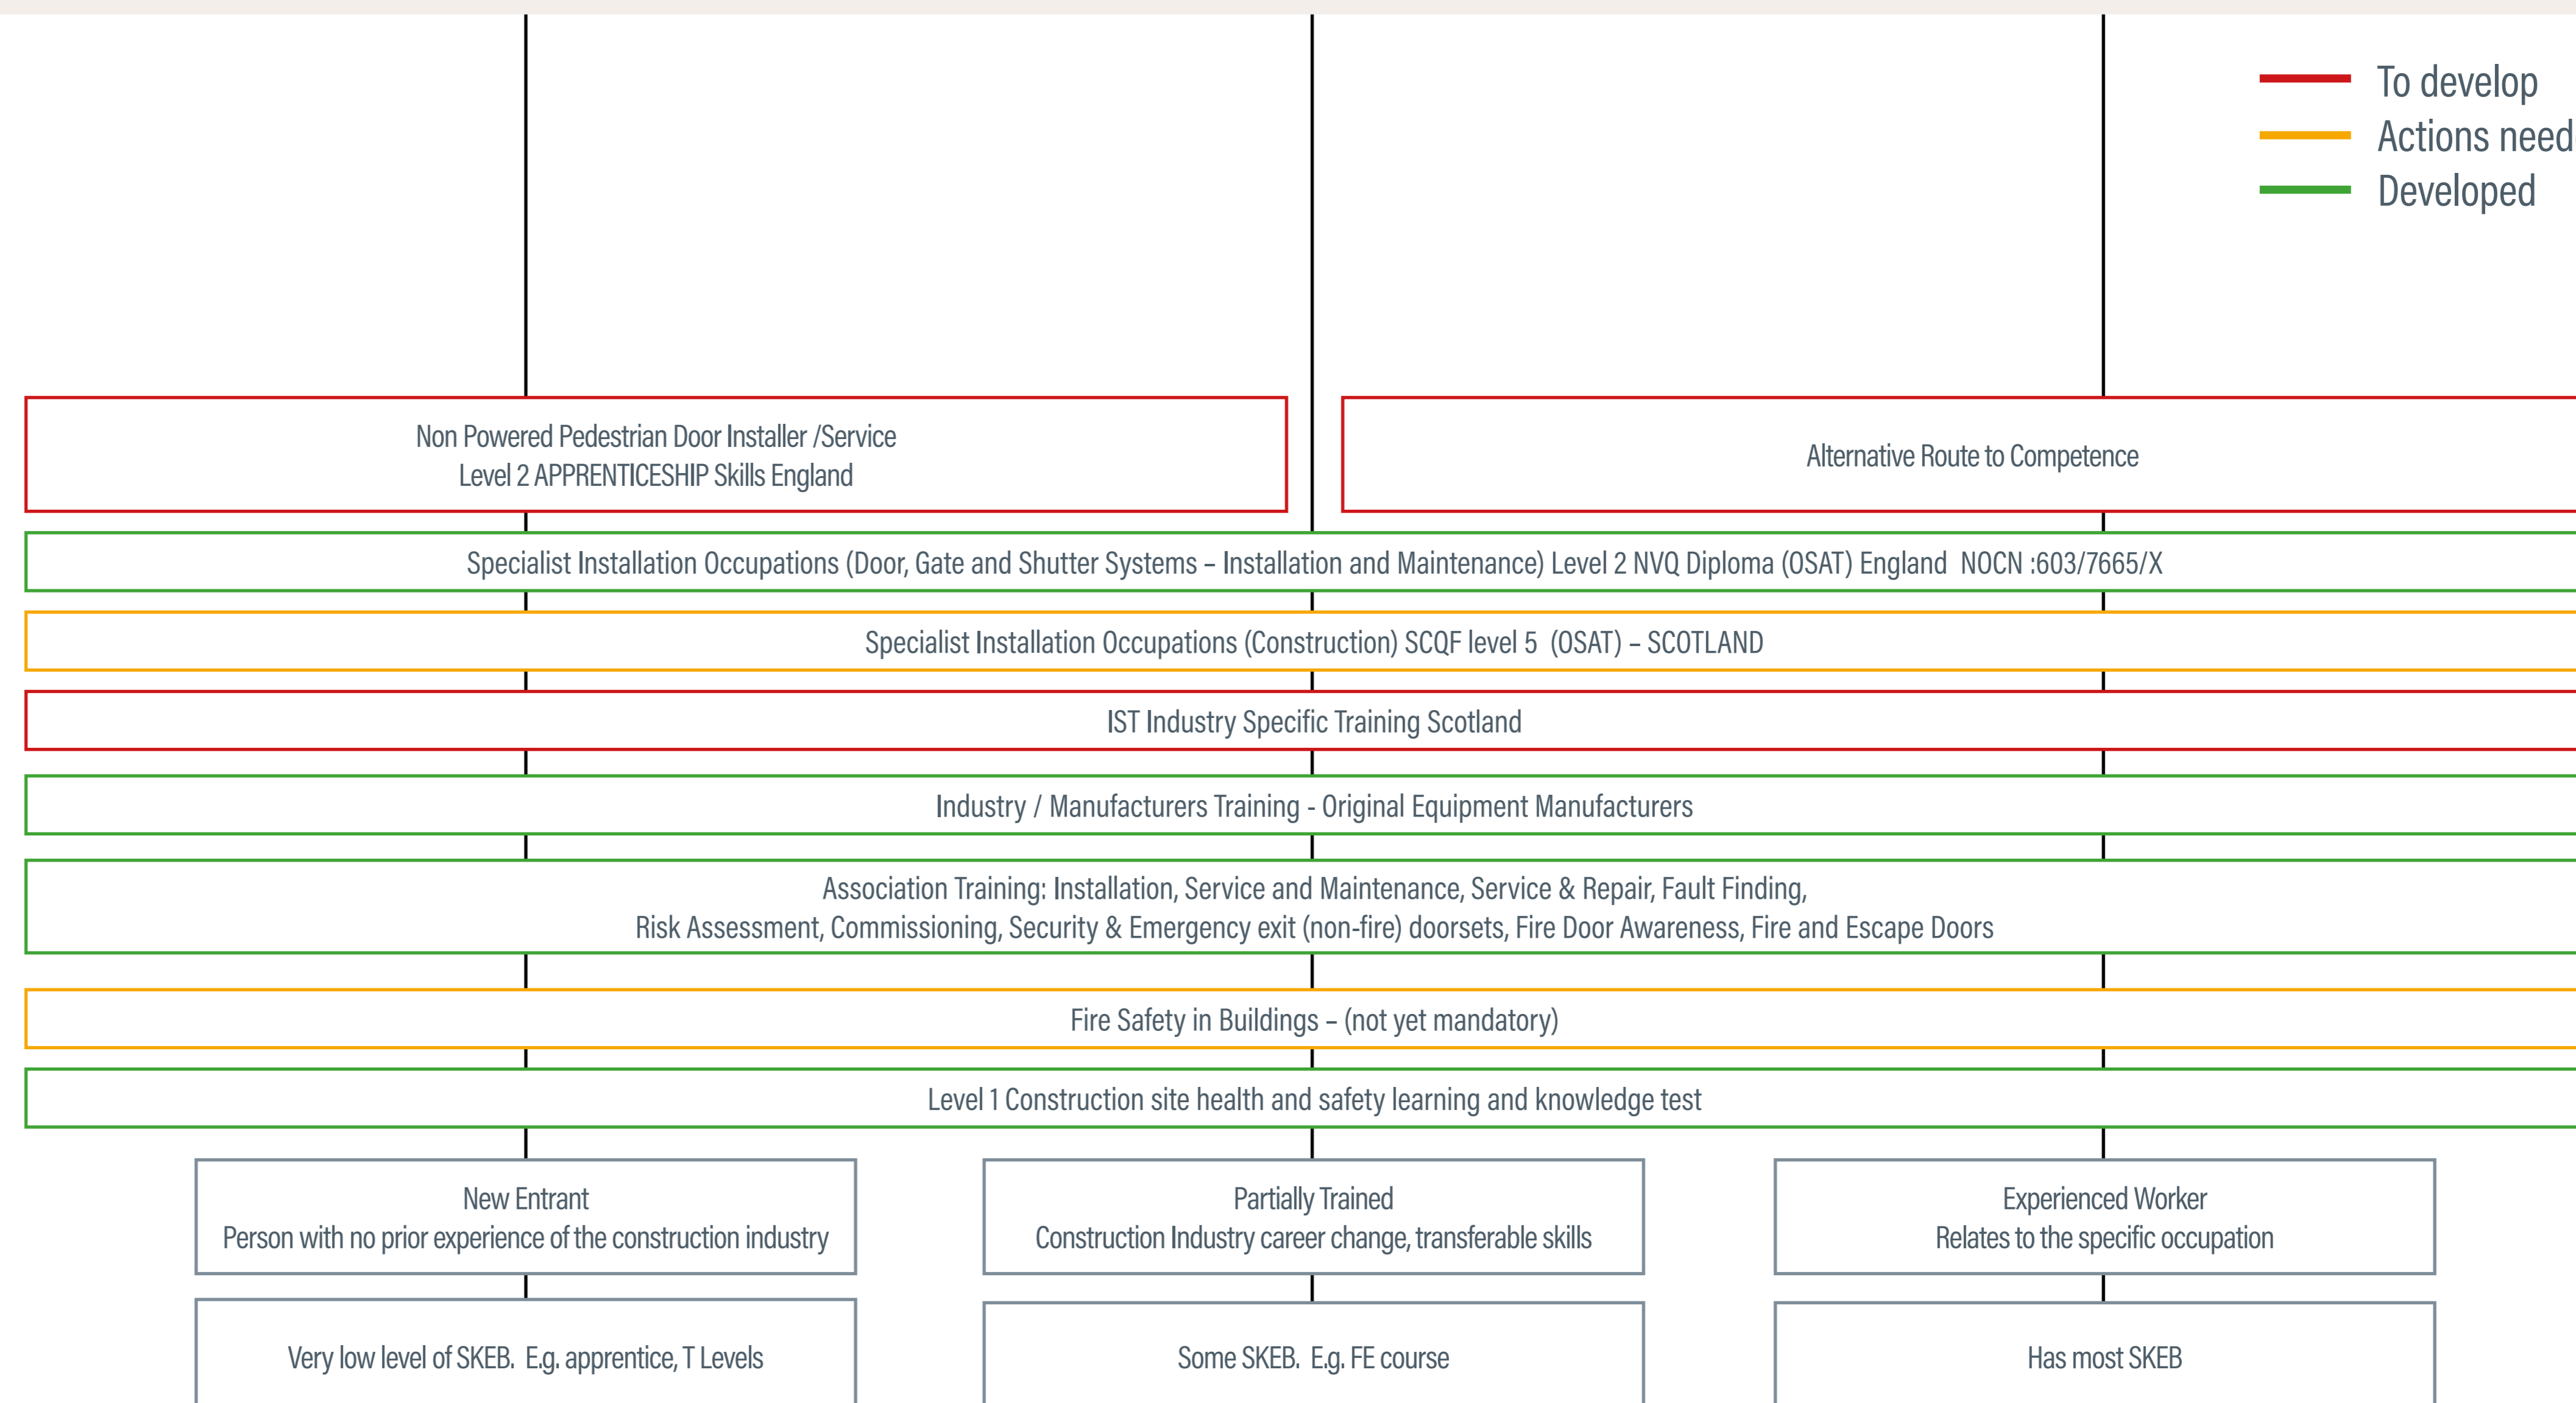 To develop
Actions need
Developed
Non Powered Pedestrian Door Installer /Service
Level 2 APPRENTICESHIP Skills England
Alternative Route to Competence
Specialist Installation Occupations (Door, Gate and Shutter Systems – Installation and Maintenance) Level 2 NVQ Diploma (OSAT) England  NOCN :603/7665/X
Specialist Installation Occupations (Construction) SCQF level 5  (OSAT) – SCOTLAND
IST Industry Specific Training Scotland
Industry / Manufacturers Training - Original Equipment Manufacturers
Association Training: Installation, Service and Maintenance, Service & Repair, Fault Finding,
Risk Assessment, Commissioning, Security & Emergency exit (non-fire) doorsets, Fire Door Awareness, Fire and Escape Doors
Fire Safety in Buildings – (not yet mandatory)
Level 1 Construction site health and safety learning and knowledge test
New Entrant
Person with no prior experience of the construction industry
Partially Trained
Construction Industry career change, transferable skills
Experienced Worker
Relates to the specific occupation
Very low level of SKEB.  E.g. apprentice, T Levels
Some SKEB.  E.g. FE course
Has most SKEB